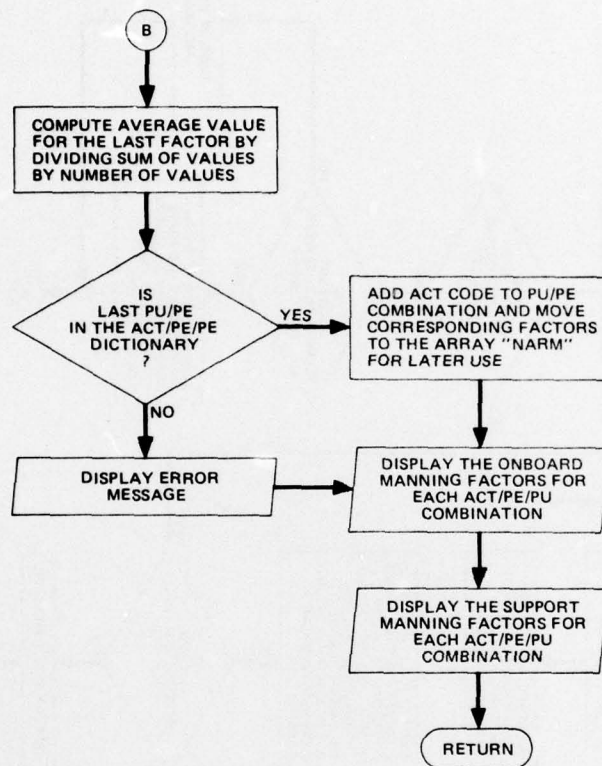 B
COMPUTE AVERAGE VALUE
FOR THE LAST FACTOR BY
DIVIDING SUM OF VALUES
BY NUMBER OF VALUES
IS
LAST PU/PE
IN THE ACT/PE/PE
DICTIONARY
?
YES
ADD ACT CODE TO PU/PE
COMBINATION AND MOVE
CORRESPONDING FACTORS
TO THE ARRAY "NARM"
FOR LATER USE
NO
DISPLAY ERROR
MESSAGE
DISPLAY THE ONBOARD
MANNING FACTORS FOR
EACH ACT/PE/PU
COMBINATION
DISPLAY THE SUPPORT
MANNING FACTORS FOR
EACH ACT/PE/PU
COMBINATION
RETURN